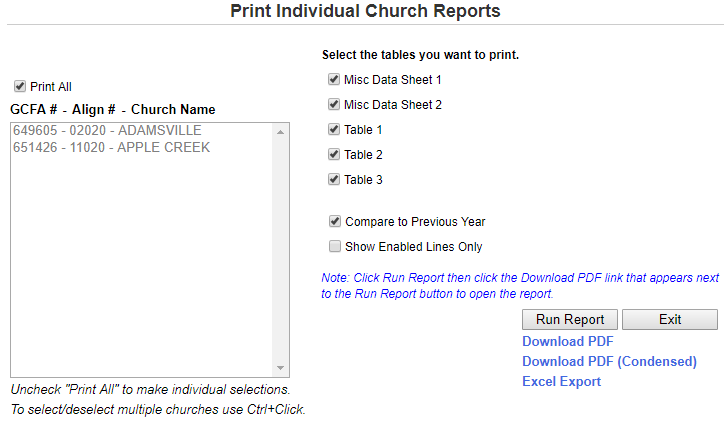 Print Individual Church Reports
Print All
GCFA # - Align # - Church Name
649605 - 02020 - ADAMSVILLE
651426 - 11020 - APPLE CREEK
Uncheck "Print All" to make individual selections.
To select/deselect multiple churches use Ctrl+Click.
Select the tables you want to print.
Misc Data Sheet 1
Misc Data Sheet 2
Table 1
Table 2
Table 3
Compare to Previous Year
Show Enabled Lines Only
Note: Click Run Report then click the Download PDF link that appears next
to the Run Report button to open the report.
Run Report Exit
Download PDF
Download PDF (Condensed)
Excel Export